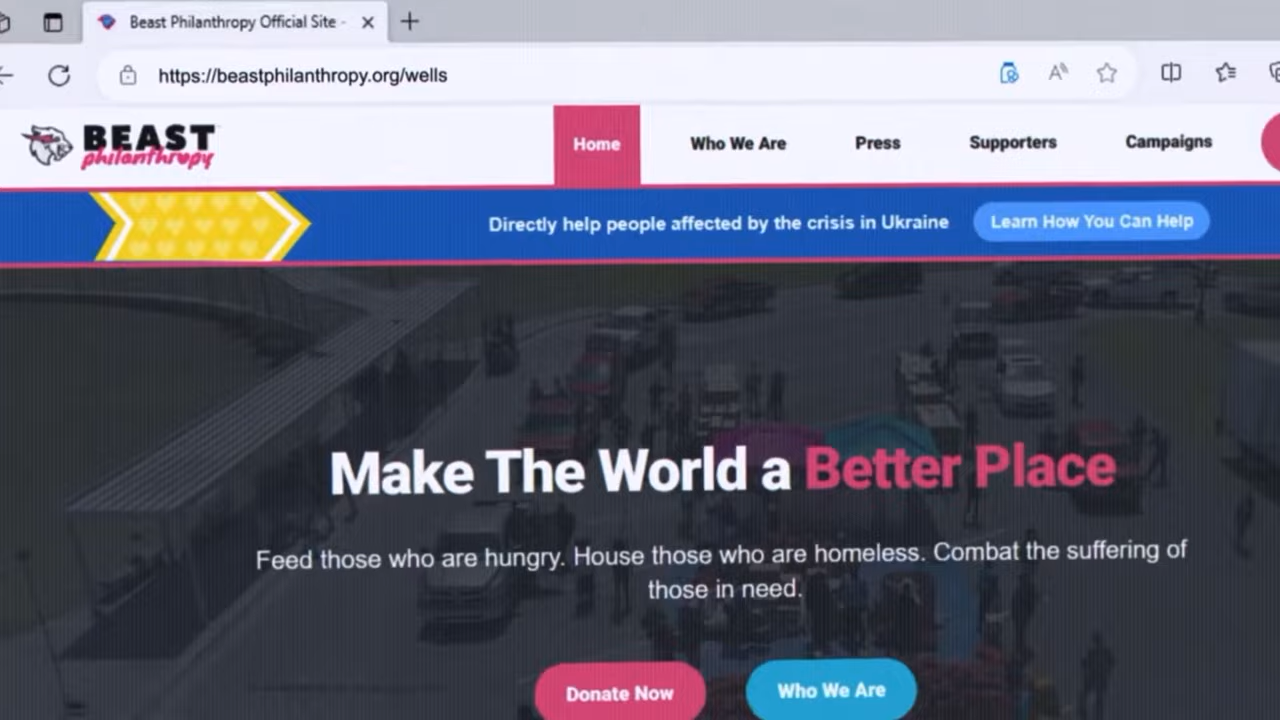 Beast Philanthropy Official Site -
https://beastphilanthropy.org/wells
BEAST
philanthropy
Home
Who We Are
Press
Supporters
Campaigns
Directly help people affected by the crisis in Ukraine
Learn How You Can Help
Make The World a Better Place
Feed those who are hungry. House those who are homeless. Combat the suffering of
those in need.
Donate Now
Who We Are